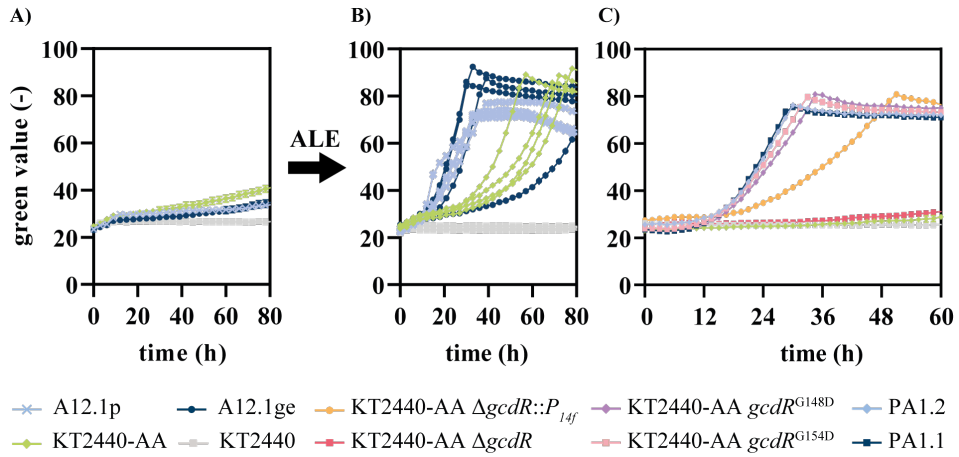 A)
B)
C)
green value (-)
100
80
60
40
20
0
0 20 40 60 80
time (h)
ALE
100
80
60
40
20
0
0 20 40 60 80
time (h)
100
80
60
40
20
0
0 12 24 36 48 60
time (h)
A12.1p A12.1ge KT2440-AA ΔgcdR::P14f KT2440-AA gcdRG148D PA1.2
KT2440-AA KT2440 KT2440-AA ΔgcdR KT2440-AA gcdRG154D PA1.1